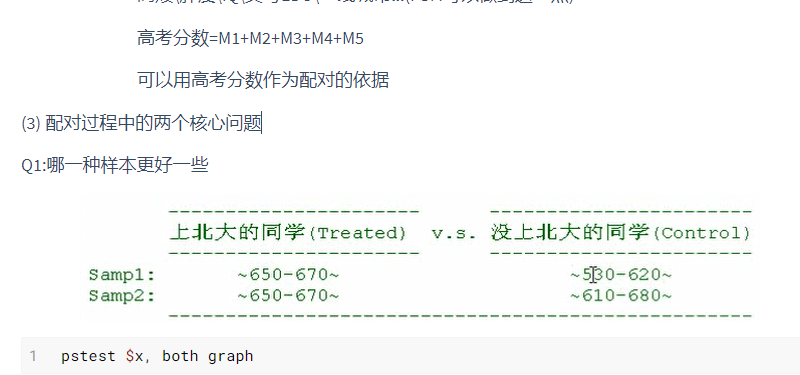 高考分数=M1+M2+M3+M4+M5
可以用高考分数作为配对的依据
(3) 配对过程中的两个核心问题
Q1:哪一种样本更好一些
上北大的同学(Treated) v.s. 没上北大的同学(Control)
Samp1: ~650-670~ ~530-620~
Samp2: ~650-670~ ~610-680~
1 pstest $x, both graph